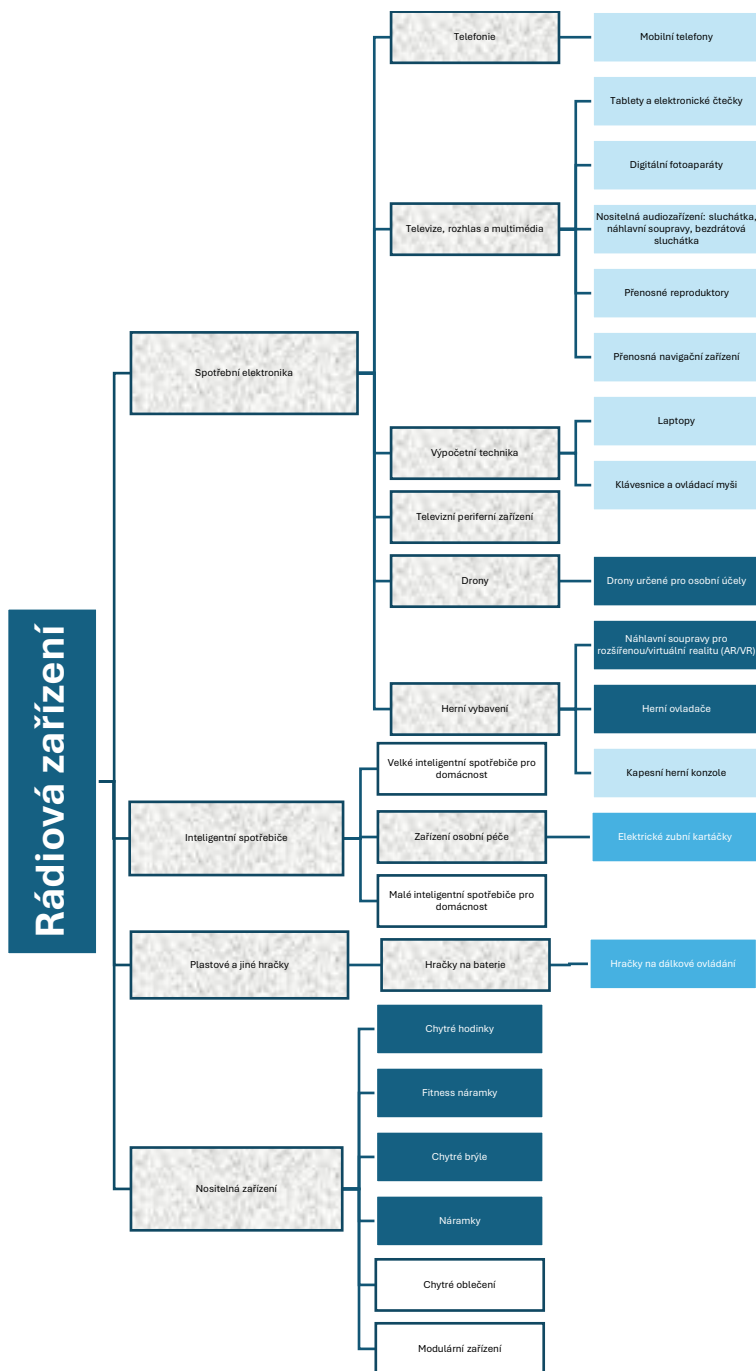 Rádiová zařízení
Spotřební elektronika
Telefonie
Mobilní telefony
Televize, rozhlas a multimédia
Tablety a elektronické čtečky
Digitální fotoaparáty
Nositelná audiozařízení: sluchátka,
náhlavní soupravy, bezdrátová
sluchátka
Přenosné reproduktory
Přenosná navigační zařízení
Výpočetní technika
Laptopy
Klávesnice a ovládací myši
Televizní periferní zařízení
Drony
Drony určené pro osobní účely
Herní vybavení
Náhlavní soupravy pro
rozšířenou/virtuální realitu (AR/VR)
Herní ovladače
Kapesní herní konzole
Inteligentní spotřebiče
Velké inteligentní spotřebiče pro
domácnost
Zařízení osobní péče
Elektrické zubní kartáčky
Malé inteligentní spotřebiče pro
domácnost
Plastové a jiné hračky
Hračky na baterie
Hračky na dálkové ovládání
Nositelná zařízení
Chytré hodinky
Fitness náramky
Chytré brýle
Náramky
Chytré oblečení
Modulární zařízení